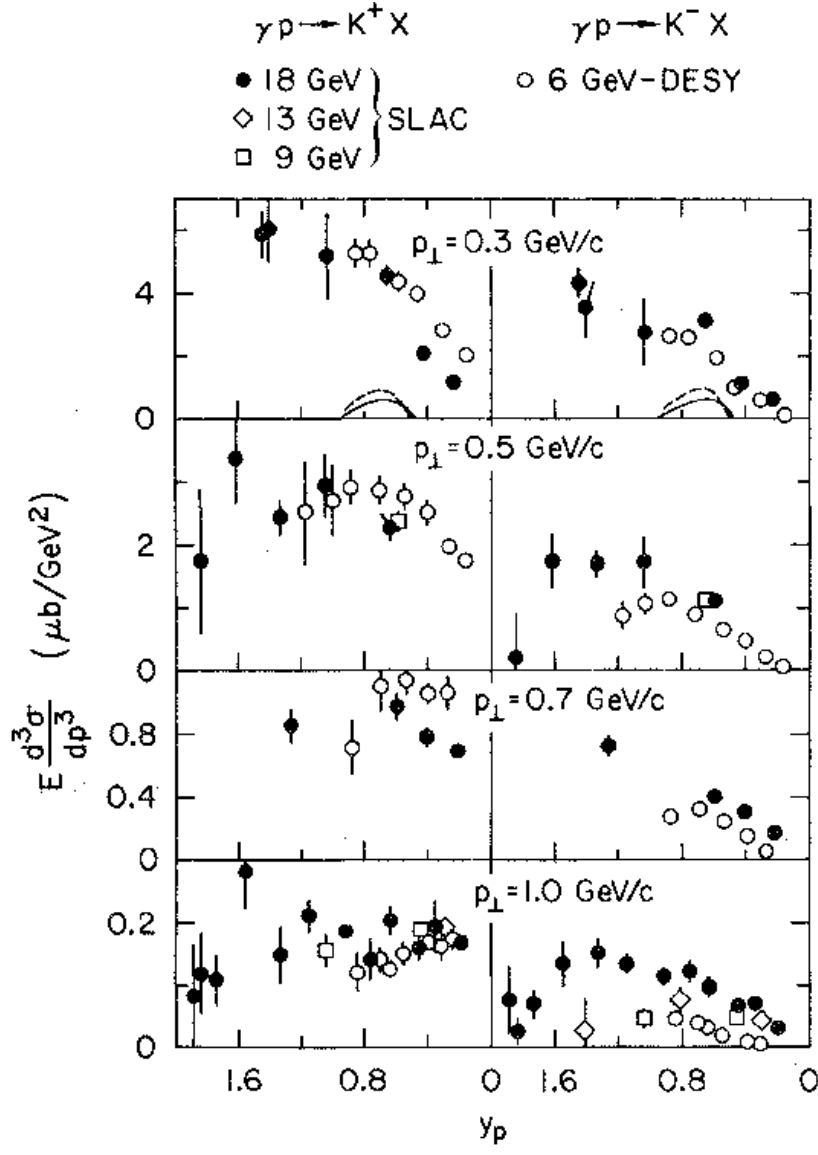 γp → K⁺ X    γp → K⁻ X
● 18 GeV    ○ 6 GeV-DESY
◇ 13 GeV } SLAC
□ 9 GeV
p⊥ = 0.3 GeV/c
4
0
p⊥ = 0.5 GeV/c
2
0
p⊥ = 0.7 GeV/c
0.8
0.4
0
p⊥ = 1.0 GeV/c
0.2
0
E d³σ/dp³ (μb/GeV²)
1.6 0.8 0 1.6 0.8 0
yₚ